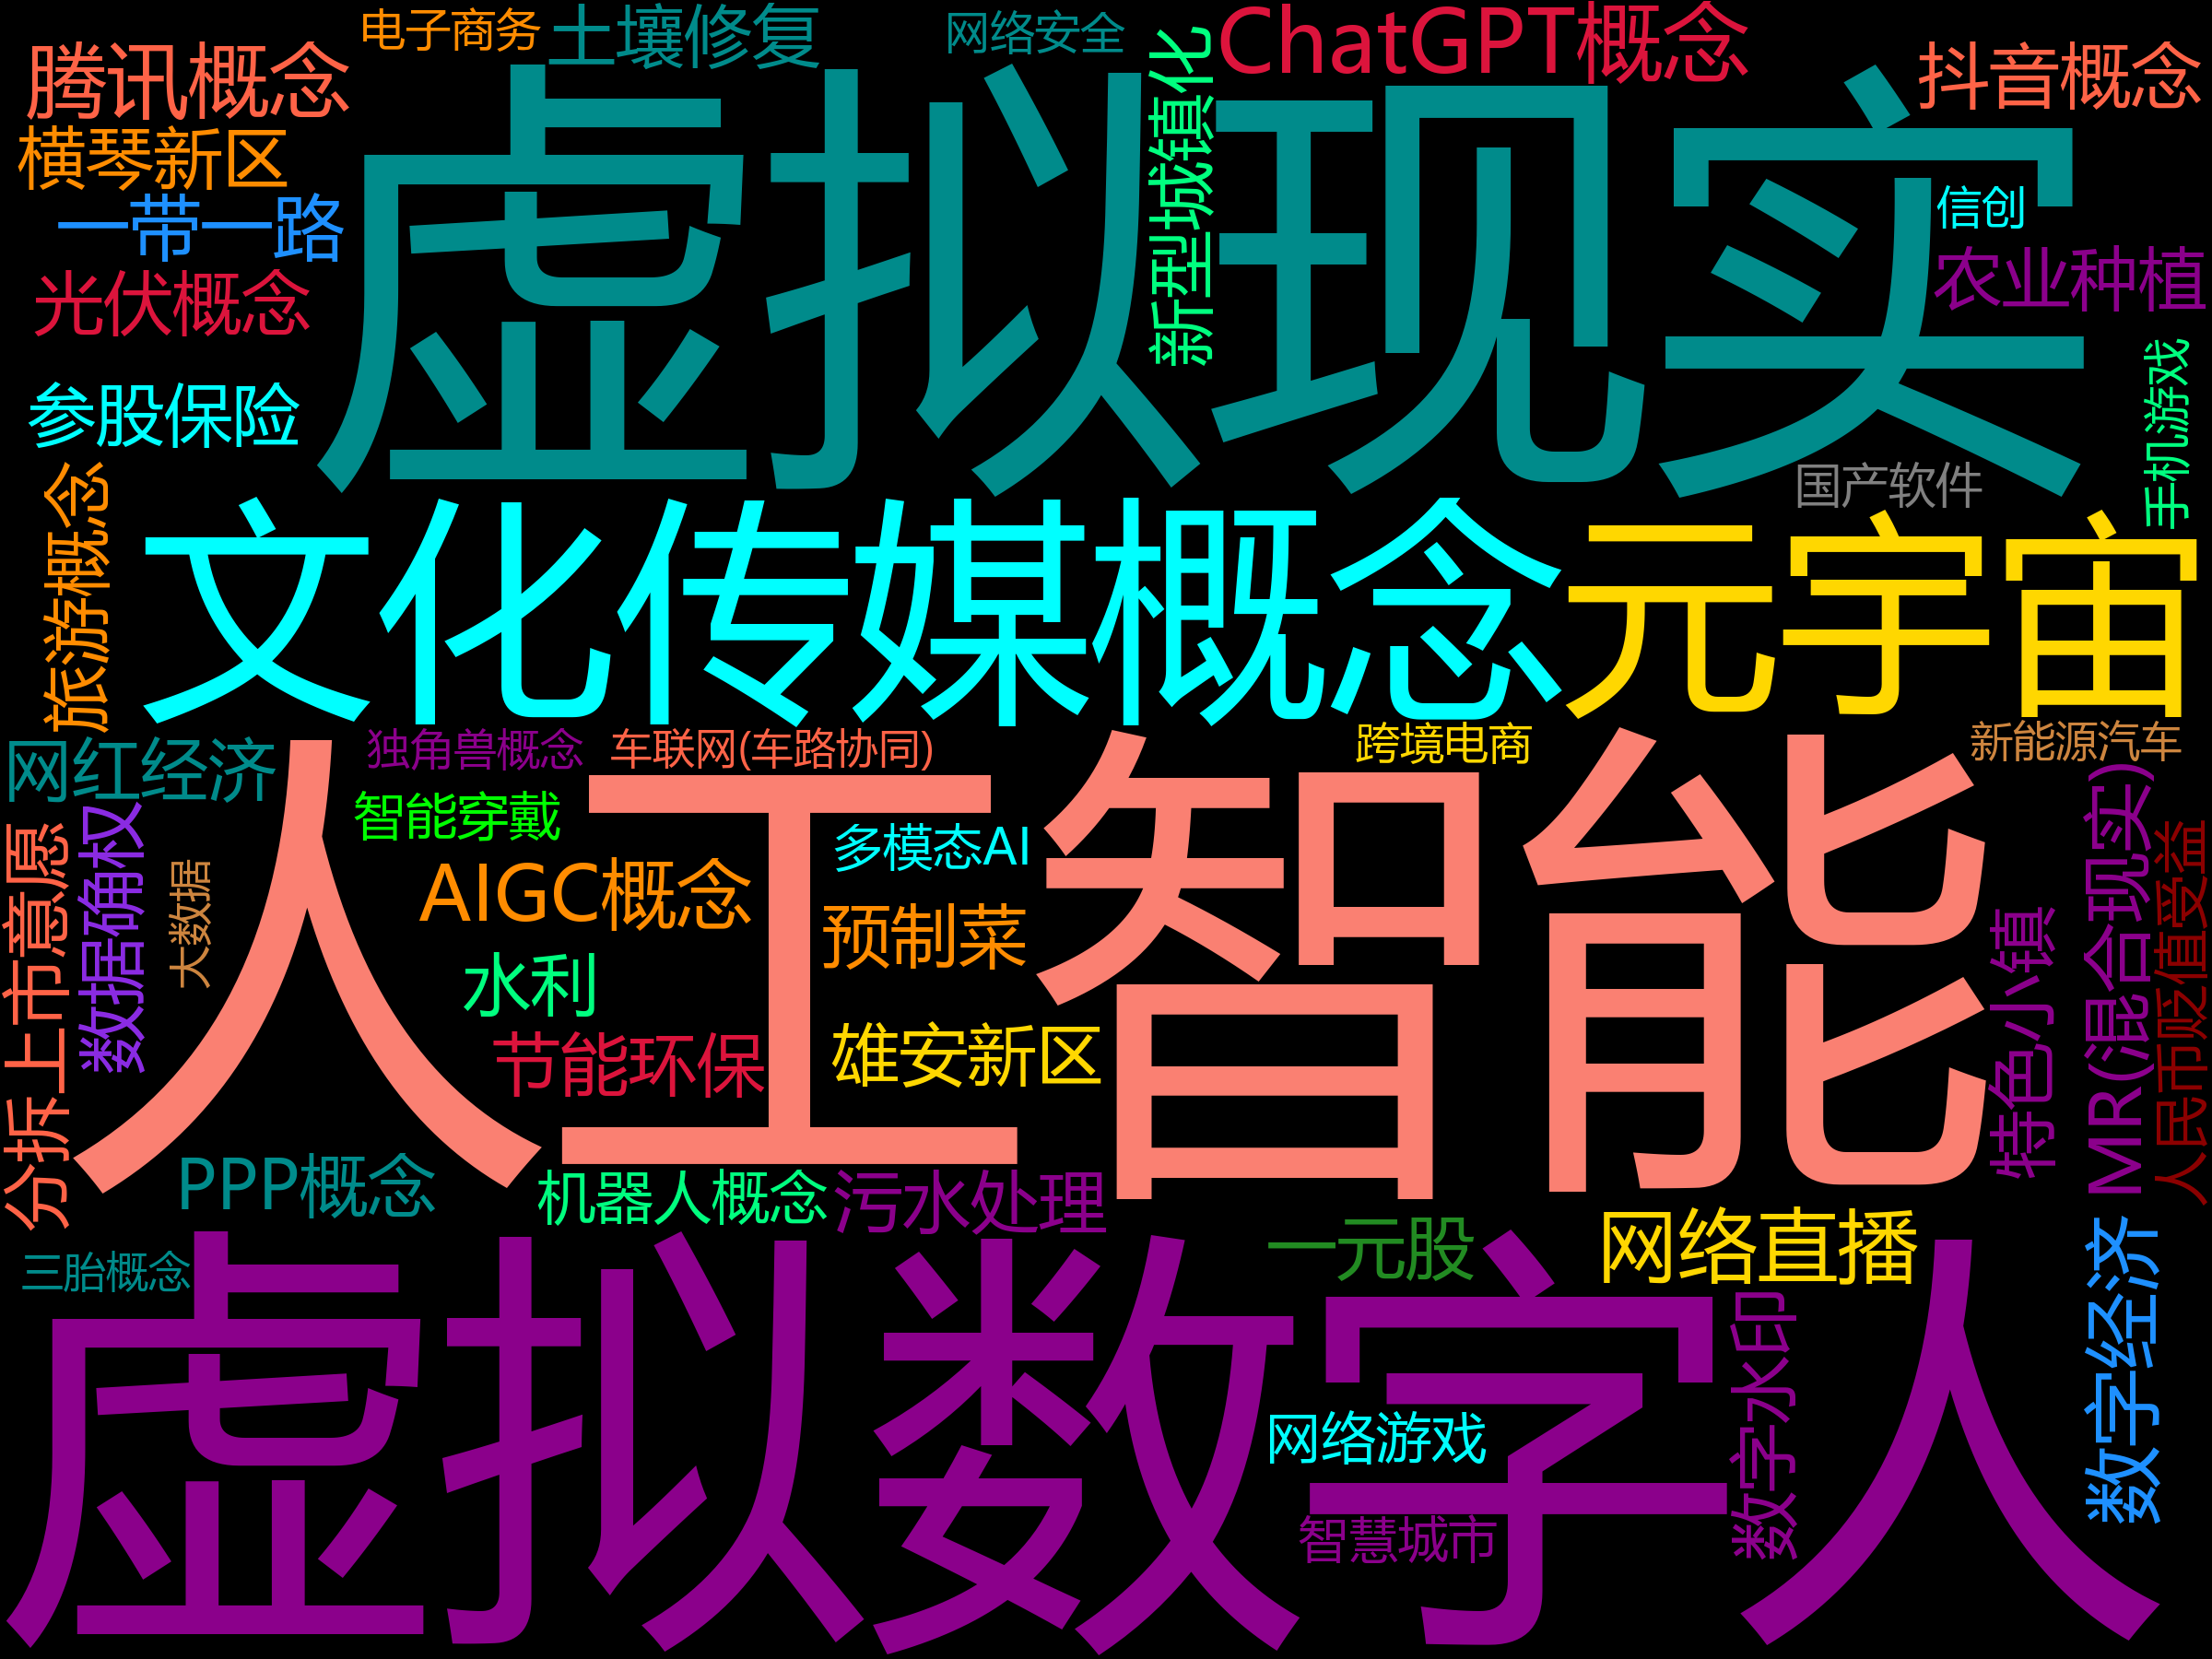 电子商务
土壤修复
网络安全
ChatGPT概念
腾讯概念
抖音概念
新型城镇化
虚拟现实
横琴新区
一带一路
信创
农业种植
光伏概念
参股保险
手机游戏
国产软件
旅游概念
文化传媒概念
元宇宙
网红经济
独角兽概念
车联网(车路协同)
跨境电商
新能源汽车
人工智能
智能穿戴
多模态AI
分拆上市意愿
数据确权
大数据
AIGC概念
预制菜
水利
雄安新区
节能环保
特色小镇
MR(混合现实)
人民币贬值受益
PPP概念
机器人概念
污水处理
一元股
网络直播
三胎概念
虚拟数字人
数字水印
数字经济
网络游戏
智慧城市